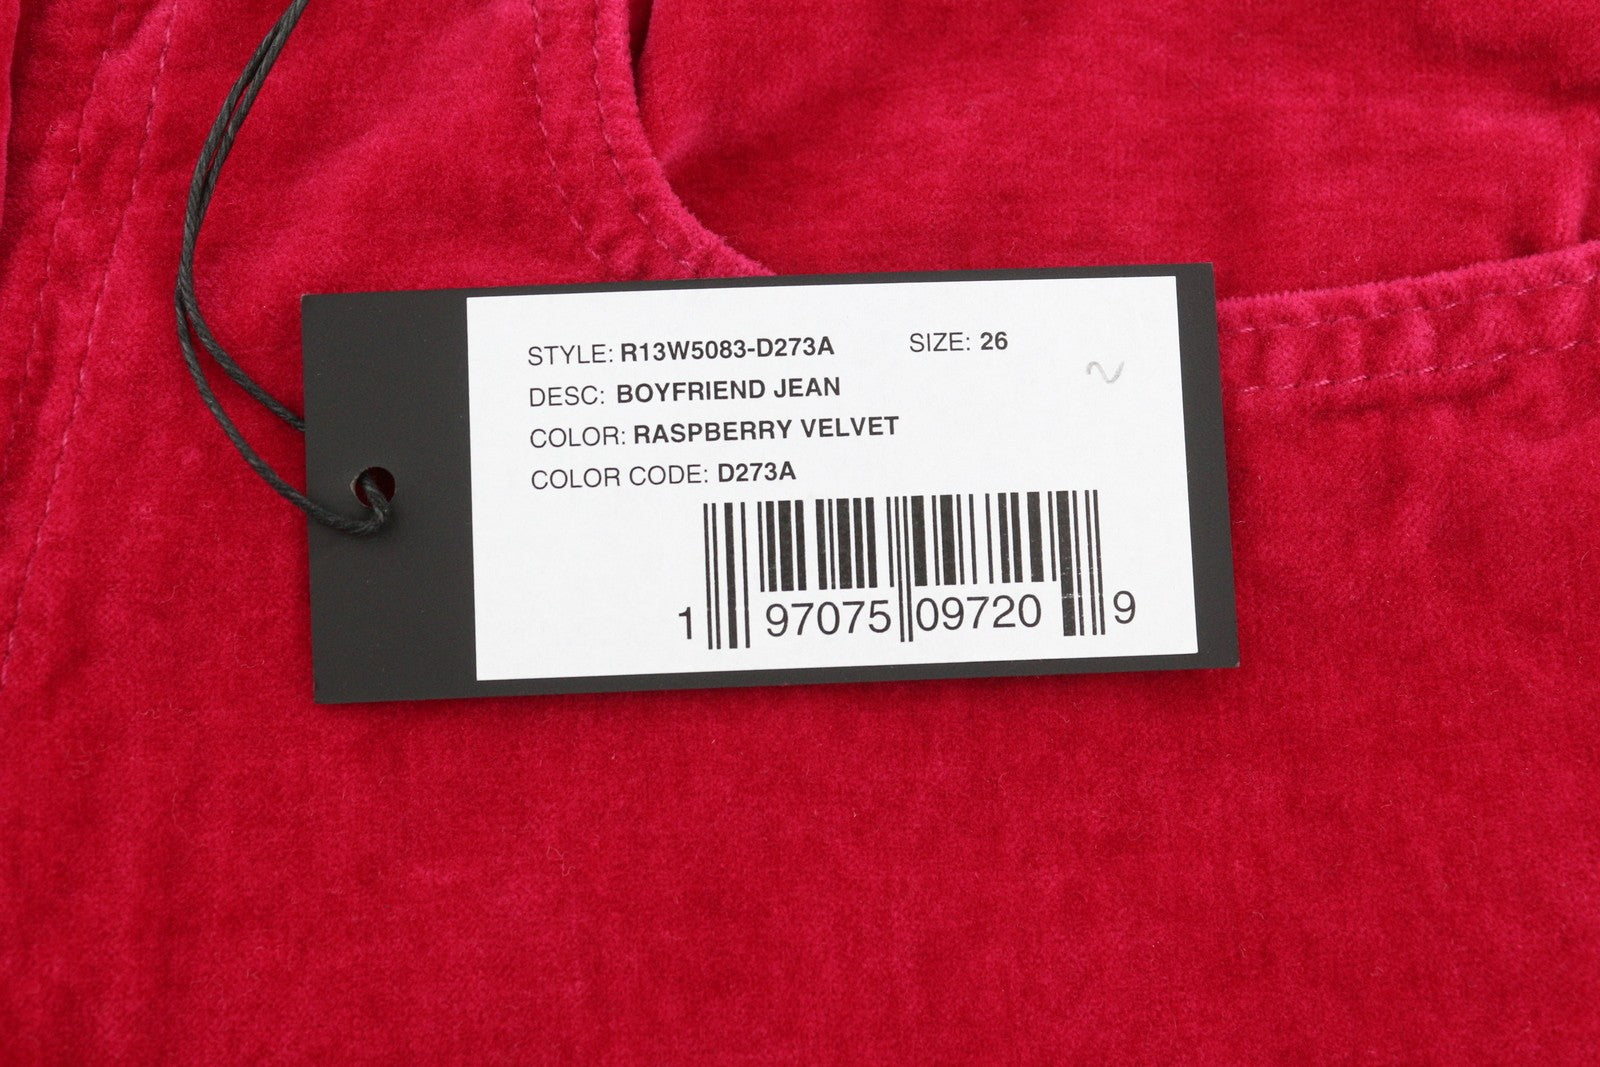 STYLE: R13W5083-D273A SIZE: 26
DESC: BOYFRIEND JEAN
COLOR: RASPBERRY VELVET
COLOR CODE: D273A
1 97075 09720 9